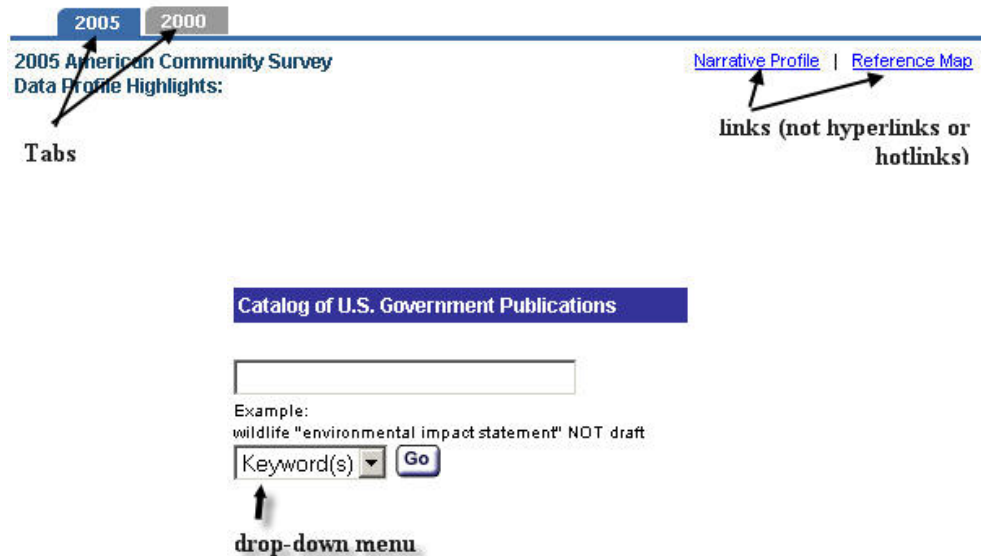 2005 2000
2005 American Community Survey
Data Profile Highlights:
Narrative Profile | Reference Map
Tabs
links (not hyperlinks or
hotlinks)
Catalog of U.S. Government Publications
Example:
wildlife "environmental impact statement" NOT draft
Keyword(s) Go
drop-down menu